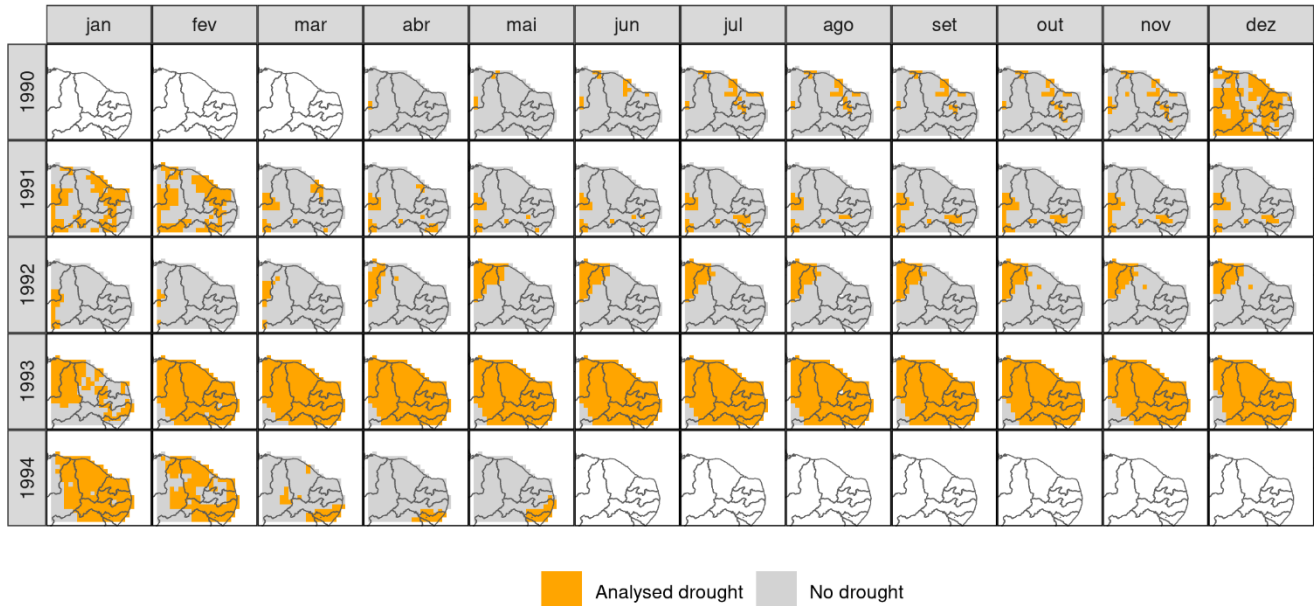 jan fev mar abr mai jun jul ago set out nov dez
1990
1991
1992
1993
1994
Analysed drought No drought